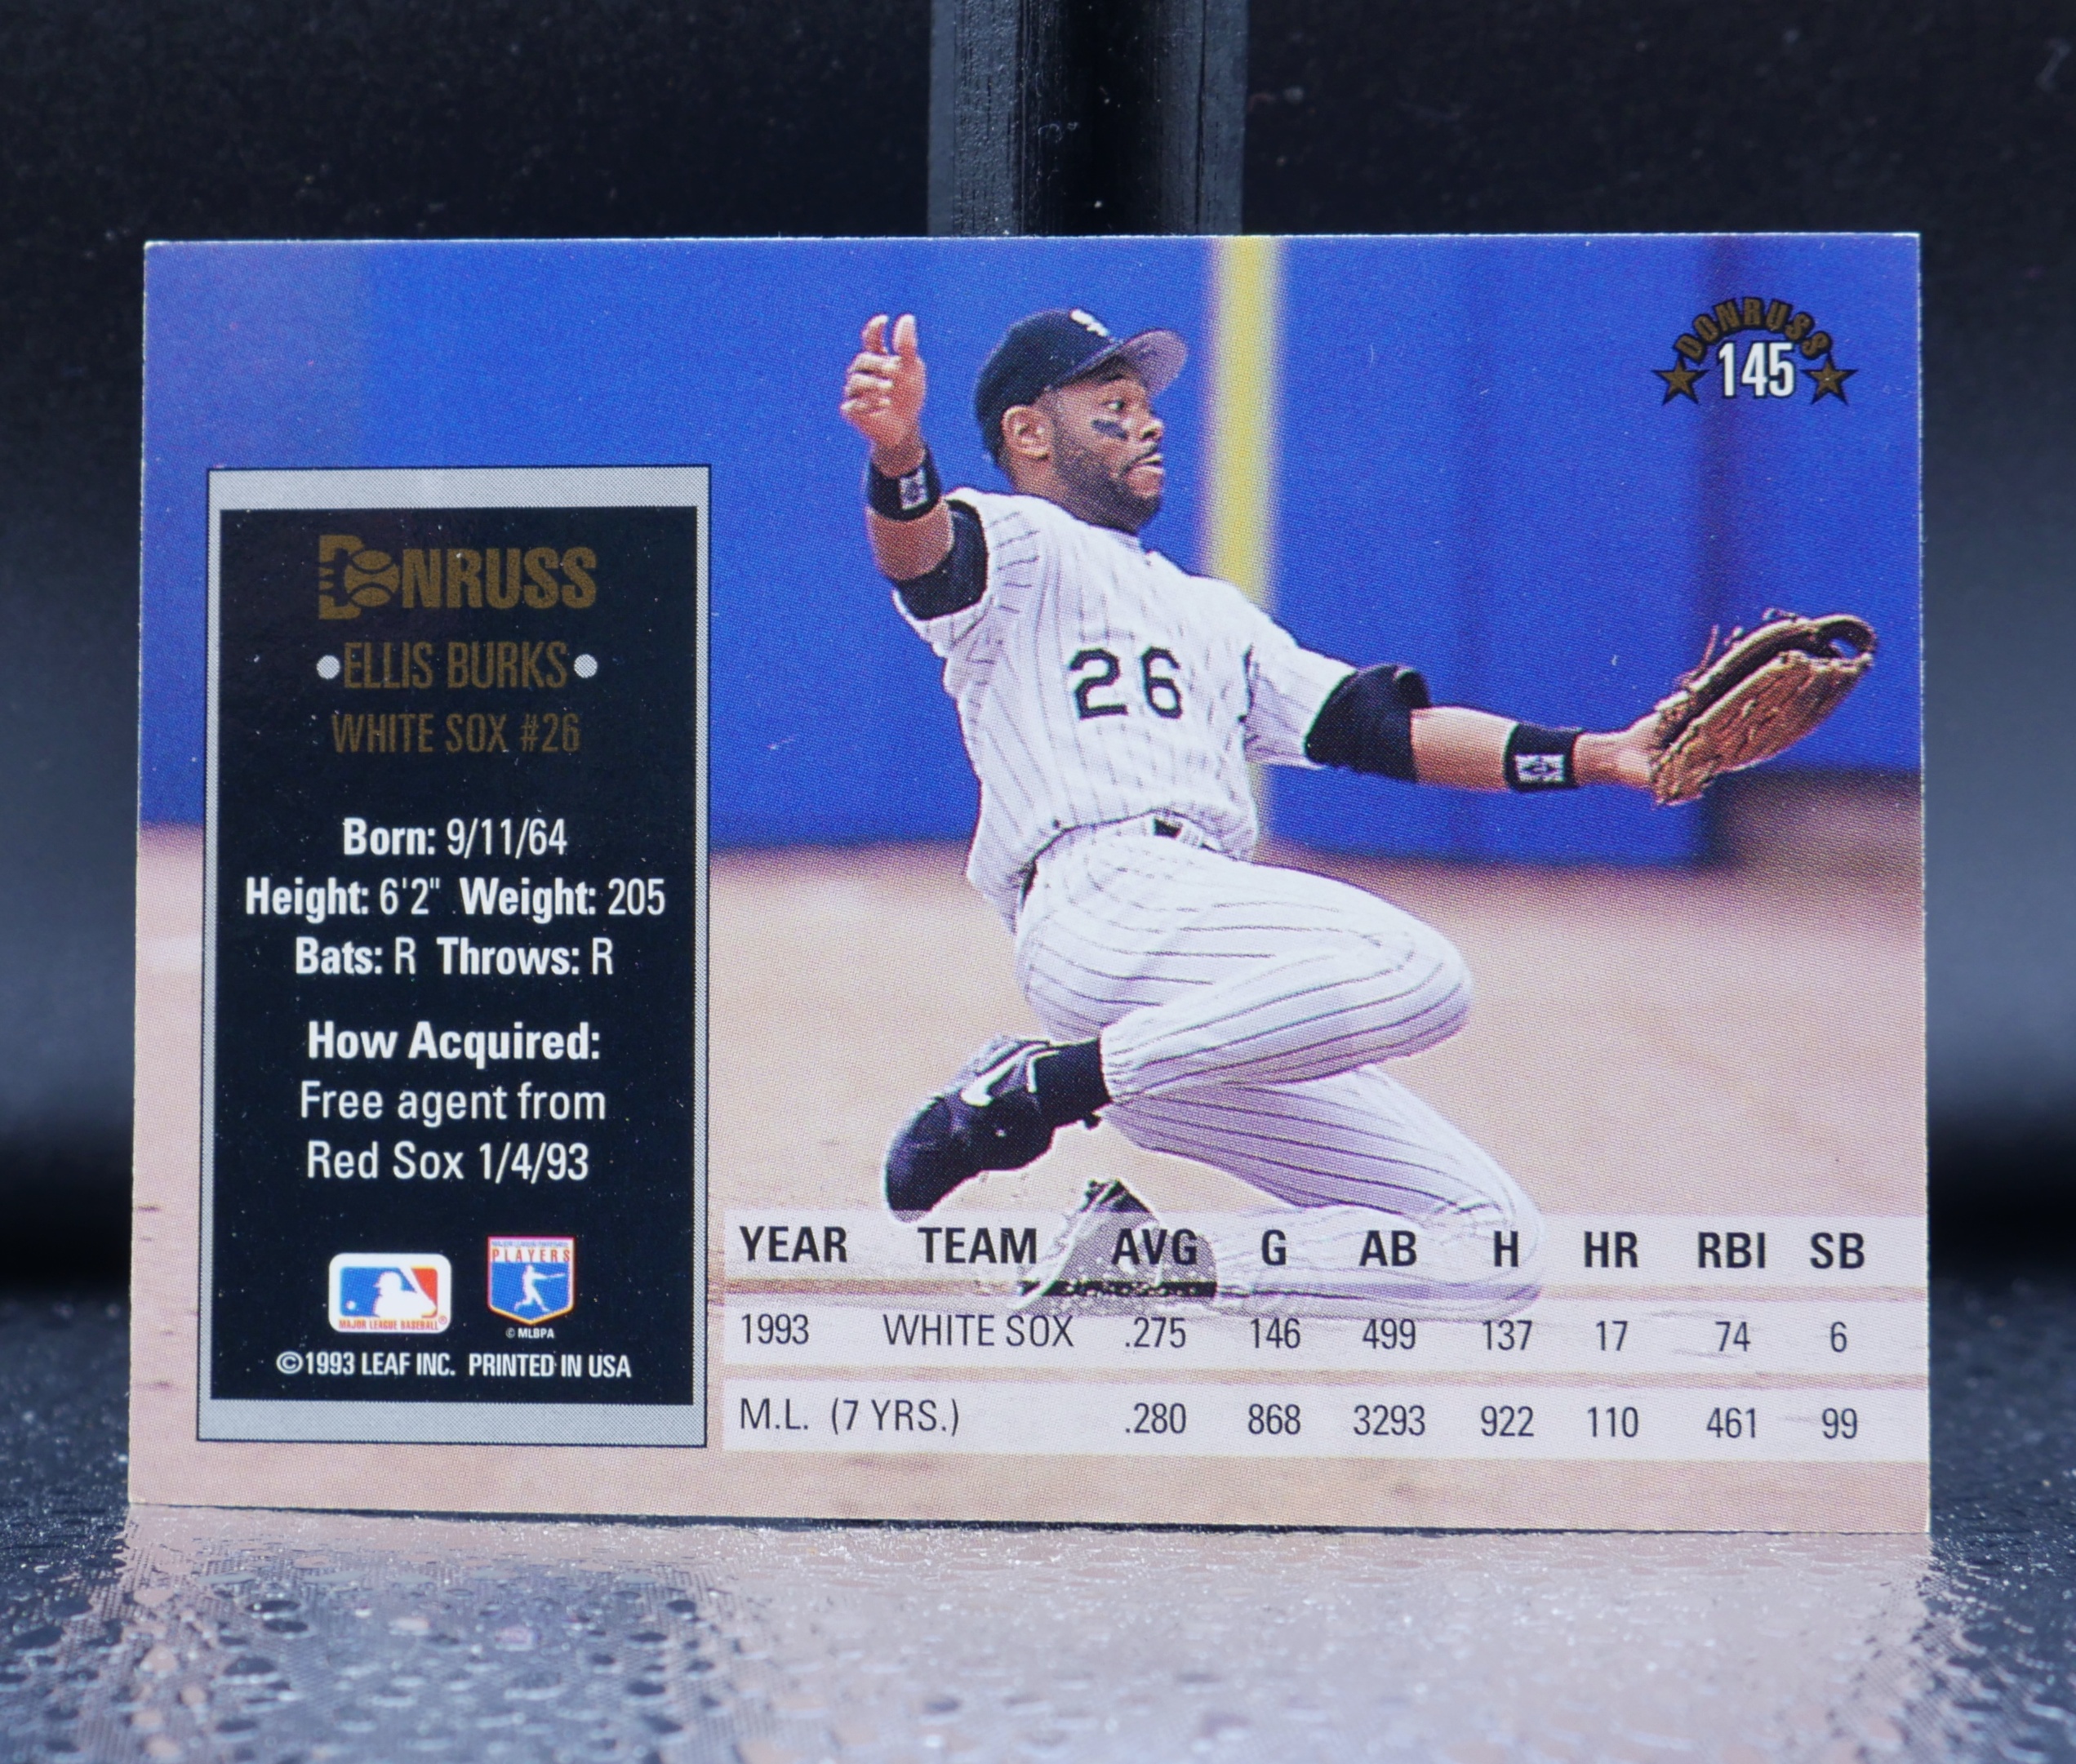 DONRUSS
145
DONRUSS
•ELLIS BURKS•
WHITE SOX #26
Born: 9/11/64
Height: 6'2" Weight: 205
Bats: R Throws: R
How Acquired:
Free agent from
Red Sox 1/4/93
MAJOR LEAGUE BASEBALL®
PLAYERS
© MLBPA
©1993 LEAF INC. PRINTED IN USA
26
YEAR TEAM AVG G AB H HR RBI SB
1993 WHITE SOX .275 146 499 137 17 74 6
M.L. (7 YRS.) .280 868 3293 922 110 461 99